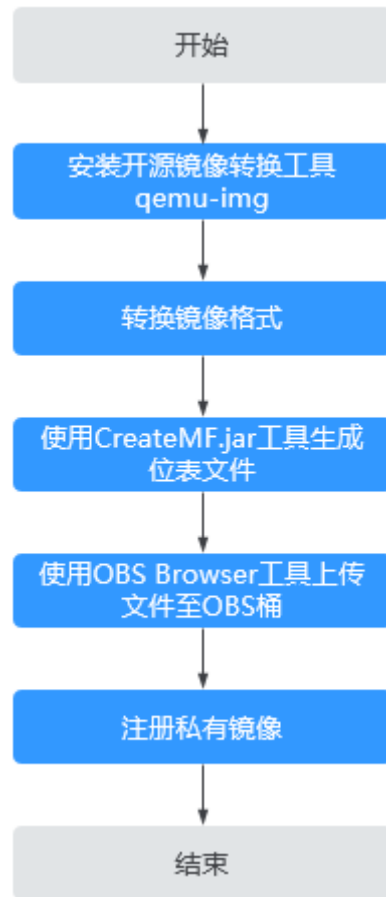 开始
安装开源镜像转换工具
qemu-img
转换镜像格式
使用CreateMF.jar工具生成
位表文件
使用OBS Browser工具上传
文件至OBS桶
注册私有镜像
结束